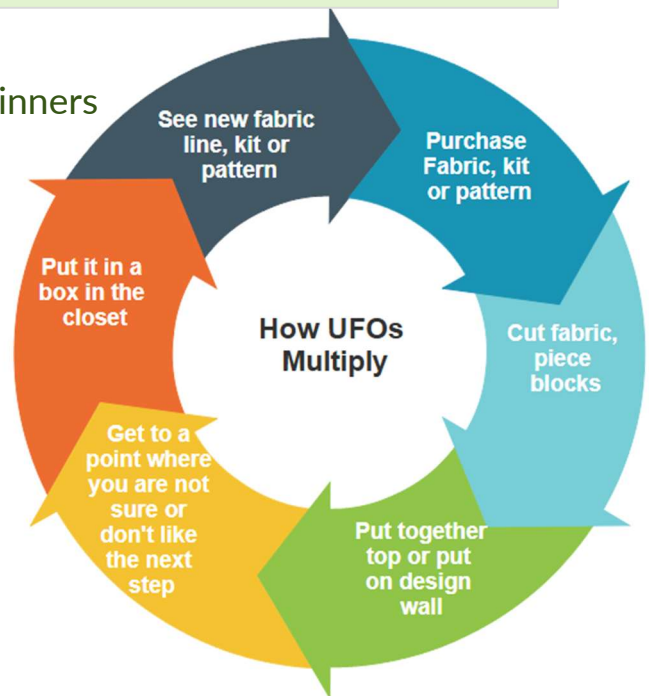 inners
See new fabric
line, kit or
pattern
Purchase
Fabric, kit
or pattern
Cut fabric,
piece
blocks
Put together
top or put
on design
wall
Get to a
point where
you are not
sure or
don't like
the next
step
Put it in a
box in the
closet
How UFOs
Multiply